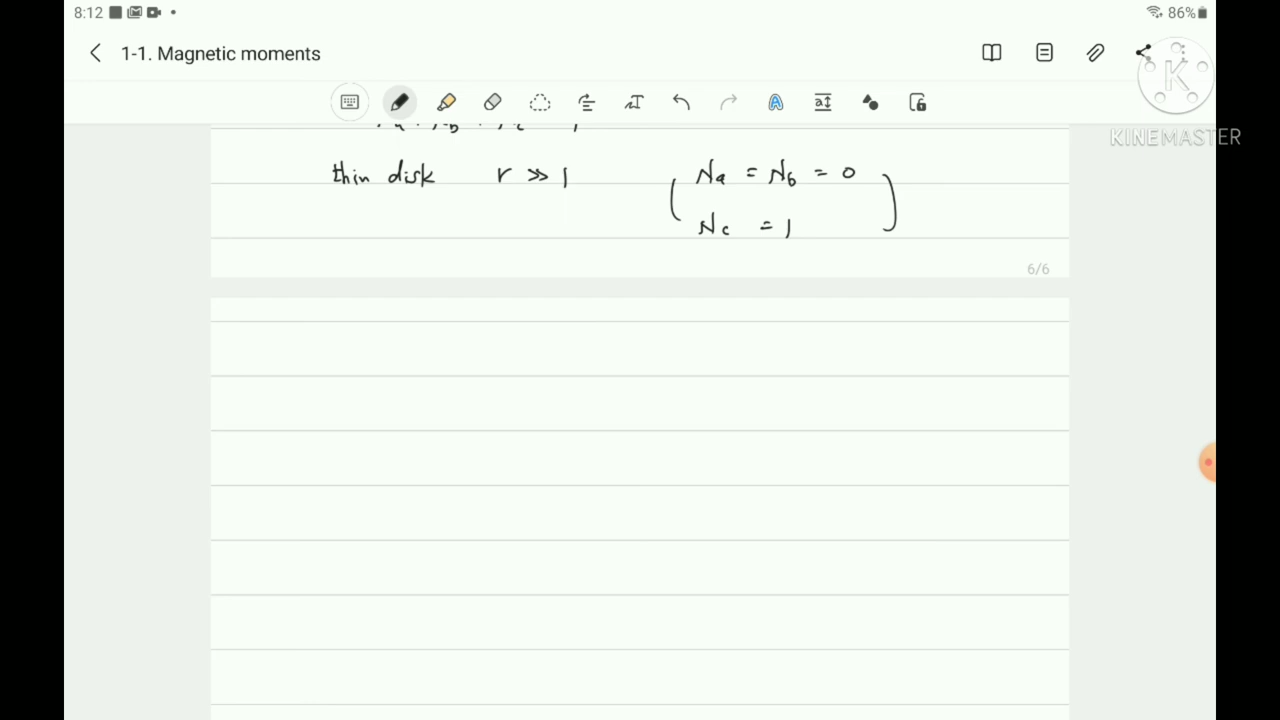 8:12
86%
1-1. Magnetic moments
KINEMASTER
thin disk r ≫ 1 ( Na = Nb = 0
Nc = 1 )
6/6